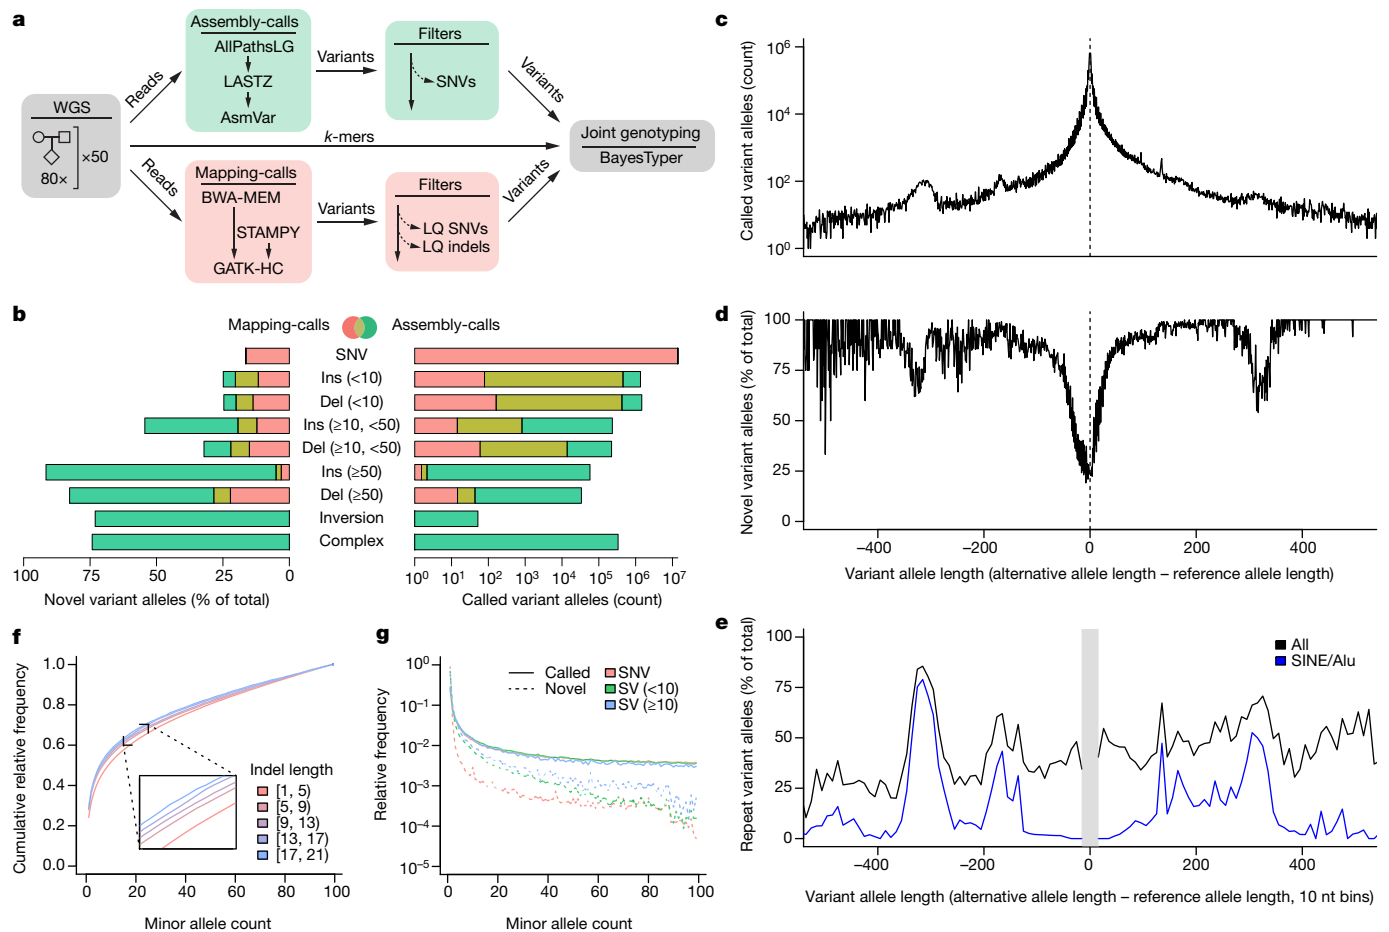 a
WGS
80×
×50
Reads
Reads
Assembly-calls
AllPathsLG
LASTZ
AsmVar
Variants
Filters
SNVs
Variants
k-mers
Mapping-calls
BWA-MEM
STAMPY
GATK-HC
Variants
Filters
LQ SNVs
LQ indels
Variants
Joint genotyping
BayesTyper
b
Mapping-calls
Assembly-calls
SNV
Ins (<10)
Del (<10)
Ins (≥10, <50)
Del (≥10, <50)
Ins (≥50)
Del (≥50)
Inversion
Complex
100 75 50 25 0
Novel variant alleles (% of total)
10⁰ 10¹ 10² 10³ 10⁴ 10⁵ 10⁶ 10⁷
Called variant alleles (count)
c
Called variant alleles (count)
10⁶
10⁴
10²
10⁰
d
Novel variant alleles (% of total)
100
75
50
25
0
−400 −200 0 200 400
Variant allele length (alternative allele length – reference allele length)
e
Repeat variant alleles (% of total)
100
75
50
25
0
All
SINE/Alu
−400 −200 0 200 400
Variant allele length (alternative allele length – reference allele length, 10 nt bins)
f
Cumulative relative frequency
1.0
0.8
0.6
0.4
0.2
0.0
Indel length
[1, 5)
[5, 9)
[9, 13)
[13, 17)
[17, 21)
0 20 40 60 80 100
Minor allele count
g
Relative frequency
10⁰
10⁻¹
10⁻²
10⁻³
10⁻⁴
10⁻⁵
Called
Novel
SNV
SV (<10)
SV (≥10)
0 20 40 60 80 100
Minor allele count